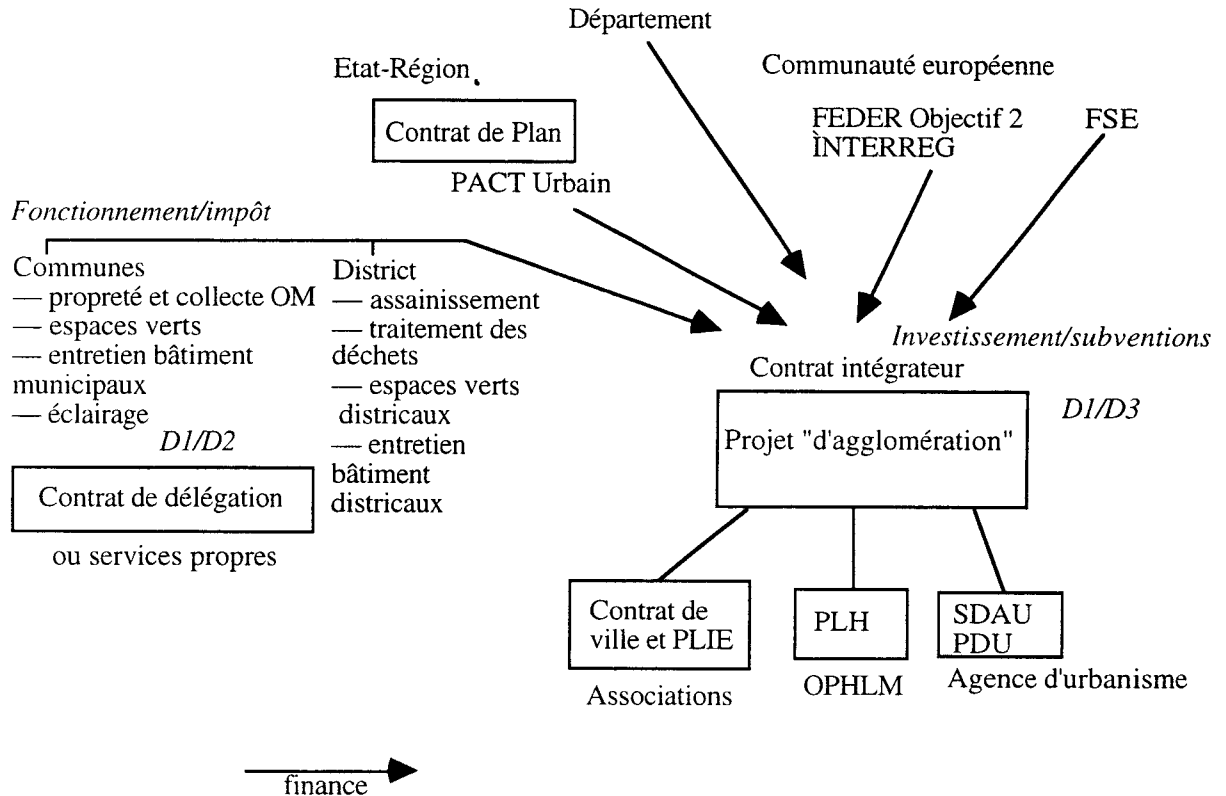 Département
Etat-Région
Communauté européenne
Contrat de Plan
FEDER Objectif 2
INTERREG
FSE
PACT Urbain
Fonctionnement/impôt
Communes
— propreté et collecte OM
— espaces verts
— entretien bâtiment
municipaux
— éclairage
D1/D2
Contrat de délégation
ou services propres
District
— assainissement
— traitement des
déchets
— espaces verts
districaux
— entretien
bâtiment
districaux
Investissement/subventions
Contrat intégrateur
D1/D3
Projet "d'agglomération"
Contrat de
ville et PLIE
Associations
PLH
OPHLM
SDAU
PDU
Agence d'urbanisme
finance